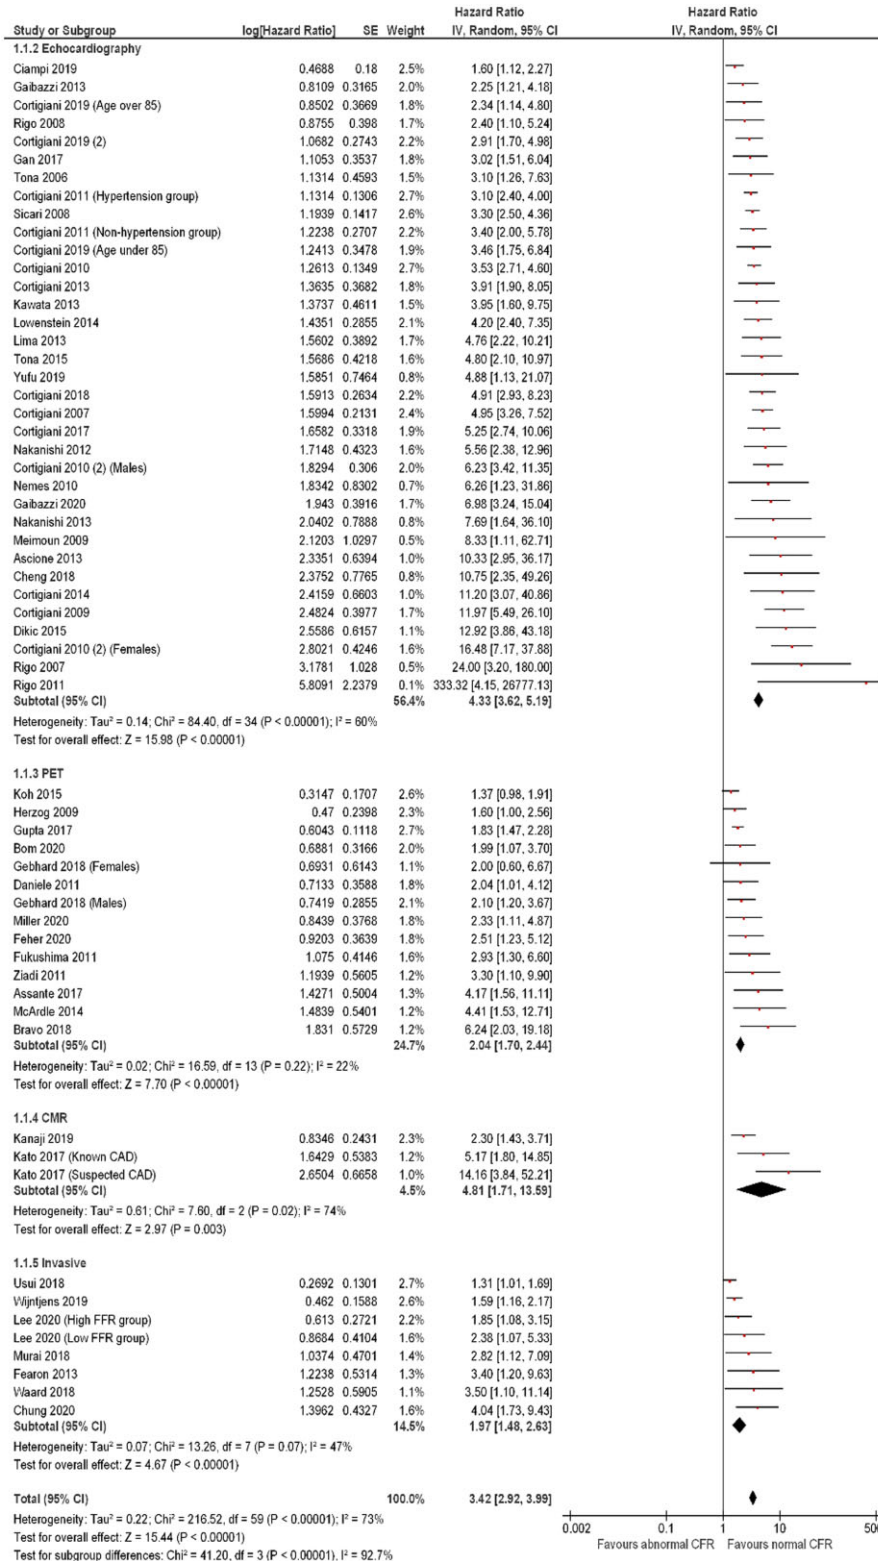 Hazard Ratio Hazard Ratio
Study or Subgroup log[Hazard Ratio] SE Weight IV, Random, 95% CI IV, Random, 95% CI
1.1.2 Echocardiography
Ciampi 2019 0.4688 0.18 2.5% 1.60 [1.12, 2.27]
Gaibazzi 2013 0.8109 0.3165 2.0% 2.25 [1.21, 4.18]
Cortigiani 2019 (Age over 85) 0.8502 0.3669 1.8% 2.34 [1.14, 4.80]
Rigo 2008 0.8755 0.398 1.7% 2.40 [1.10, 5.24]
Cortigiani 2019 (2) 1.0682 0.2743 2.2% 2.91 [1.70, 4.98]
Gan 2017 1.1053 0.3537 1.8% 3.02 [1.51, 6.04]
Tona 2006 1.1314 0.4593 1.5% 3.10 [1.26, 7.63]
Cortigiani 2011 (Hypertension group) 1.1314 0.1306 2.7% 3.10 [2.40, 4.00]
Sicari 2008 1.1939 0.1417 2.6% 3.30 [2.50, 4.36]
Cortigiani 2011 (Non-hypertension group) 1.2238 0.2707 2.2% 3.40 [2.00, 5.78]
Cortigiani 2019 (Age under 85) 1.2413 0.3478 1.9% 3.46 [1.75, 6.84]
Cortigiani 2010 1.2613 0.1349 2.7% 3.53 [2.71, 4.60]
Cortigiani 2013 1.3635 0.3682 1.8% 3.91 [1.90, 8.05]
Kawata 2013 1.3737 0.4611 1.5% 3.95 [1.60, 9.75]
Lowenstein 2014 1.4351 0.2855 2.1% 4.20 [2.40, 7.35]
Lima 2013 1.5602 0.3892 1.7% 4.76 [2.22, 10.21]
Tona 2015 1.5686 0.4218 1.6% 4.80 [2.10, 10.97]
Yufu 2019 1.5851 0.7464 0.8% 4.88 [1.13, 21.07]
Cortigiani 2018 1.5913 0.2634 2.2% 4.91 [2.93, 8.23]
Cortigiani 2007 1.5994 0.2131 2.4% 4.95 [3.26, 7.52]
Cortigiani 2017 1.6582 0.3318 1.9% 5.25 [2.74, 10.06]
Nakanishi 2012 1.7148 0.4323 1.6% 5.56 [2.38, 12.96]
Cortigiani 2010 (2) (Males) 1.8294 0.306 2.0% 6.23 [3.42, 11.35]
Nemes 2010 1.8342 0.8302 0.7% 6.26 [1.23, 31.86]
Gaibazzi 2020 1.943 0.3916 1.7% 6.98 [3.24, 15.04]
Nakanishi 2013 2.0402 0.7888 0.8% 7.69 [1.64, 36.10]
Meimoun 2009 2.1203 1.0297 0.5% 8.33 [1.11, 62.71]
Ascione 2013 2.3351 0.6394 1.0% 10.33 [2.95, 36.17]
Cheng 2018 2.3752 0.7765 0.8% 10.75 [2.35, 49.26]
Cortigiani 2014 2.4159 0.6603 1.0% 11.20 [3.07, 40.86]
Cortigiani 2009 2.4824 0.3977 1.7% 11.97 [5.49, 26.10]
Dikic 2015 2.5586 0.6157 1.1% 12.92 [3.86, 43.18]
Cortigiani 2010 (2) (Females) 2.8021 0.4246 1.6% 16.48 [7.17, 37.88]
Rigo 2007 3.1781 1.028 0.5% 24.00 [3.20, 180.00]
Rigo 2011 5.8091 2.2379 0.1% 333.32 [4.15, 26777.13]
Subtotal (95% CI) 56.4% 4.33 [3.62, 5.19]
Heterogeneity: Tau² = 0.14; Chi² = 84.40, df = 34 (P < 0.00001); I² = 60%
Test for overall effect: Z = 15.98 (P < 0.00001)
1.1.3 PET
Koh 2015 0.3147 0.1707 2.6% 1.37 [0.98, 1.91]
Herzog 2009 0.47 0.2398 2.3% 1.60 [1.00, 2.56]
Gupta 2017 0.6043 0.1118 2.7% 1.83 [1.47, 2.28]
Bom 2020 0.6881 0.3166 2.0% 1.99 [1.07, 3.70]
Gebhard 2018 (Females) 0.6931 0.6143 1.1% 2.00 [0.60, 6.67]
Daniele 2011 0.7133 0.3588 1.8% 2.04 [1.01, 4.12]
Gebhard 2018 (Males) 0.7419 0.2855 2.1% 2.10 [1.20, 3.67]
Miller 2020 0.8439 0.3768 1.8% 2.33 [1.11, 4.87]
Feher 2020 0.9203 0.3639 1.8% 2.51 [1.23, 5.12]
Fukushima 2011 1.075 0.4146 1.6% 2.93 [1.30, 6.60]
Ziadi 2011 1.1939 0.5605 1.2% 3.30 [1.10, 9.90]
Assante 2017 1.4271 0.5004 1.3% 4.17 [1.56, 11.11]
McArdle 2014 1.4839 0.5401 1.2% 4.41 [1.53, 12.71]
Bravo 2018 1.831 0.5729 1.2% 6.24 [2.03, 19.18]
Subtotal (95% CI) 24.7% 2.04 [1.70, 2.44]
Heterogeneity: Tau² = 0.02; Chi² = 16.59, df = 13 (P = 0.22); I² = 22%
Test for overall effect: Z = 7.70 (P < 0.00001)
1.1.4 CMR
Kanaji 2019 0.8346 0.2431 2.3% 2.30 [1.43, 3.71]
Kato 2017 (Known CAD) 1.6429 0.5383 1.2% 5.17 [1.80, 14.85]
Kato 2017 (Suspected CAD) 2.6504 0.6658 1.0% 14.16 [3.84, 52.21]
Subtotal (95% CI) 4.5% 4.81 [1.71, 13.59]
Heterogeneity: Tau² = 0.61; Chi² = 7.60, df = 2 (P = 0.02); I² = 74%
Test for overall effect: Z = 2.97 (P = 0.003)
1.1.5 Invasive
Usui 2018 0.2692 0.1301 2.7% 1.31 [1.01, 1.69]
Wijntjens 2019 0.462 0.1588 2.6% 1.59 [1.16, 2.17]
Lee 2020 (High FFR group) 0.613 0.2721 2.2% 1.85 [1.08, 3.15]
Lee 2020 (Low FFR group) 0.8684 0.4104 1.6% 2.38 [1.07, 5.33]
Murai 2018 1.0374 0.4701 1.4% 2.82 [1.12, 7.09]
Fearon 2013 1.2238 0.5314 1.3% 3.40 [1.20, 9.63]
Waard 2018 1.2528 0.5905 1.1% 3.50 [1.10, 11.14]
Chung 2020 1.3962 0.4327 1.6% 4.04 [1.73, 9.43]
Subtotal (95% CI) 14.5% 1.97 [1.48, 2.63]
Heterogeneity: Tau² = 0.07; Chi² = 13.26, df = 7 (P = 0.07); I² = 47%
Test for overall effect: Z = 4.67 (P < 0.00001)
Total (95% CI) 100.0% 3.42 [2.92, 3.99]
Heterogeneity: Tau² = 0.22; Chi² = 216.52, df = 59 (P < 0.00001); I² = 73%
Test for overall effect: Z = 15.44 (P < 0.00001)
Test for subgroup differences: Chi² = 41.20, df = 3 (P < 0.00001), I² = 92.7%
0.002 0.1 1 10 500
Favours abnormal CFR Favours normal CFR